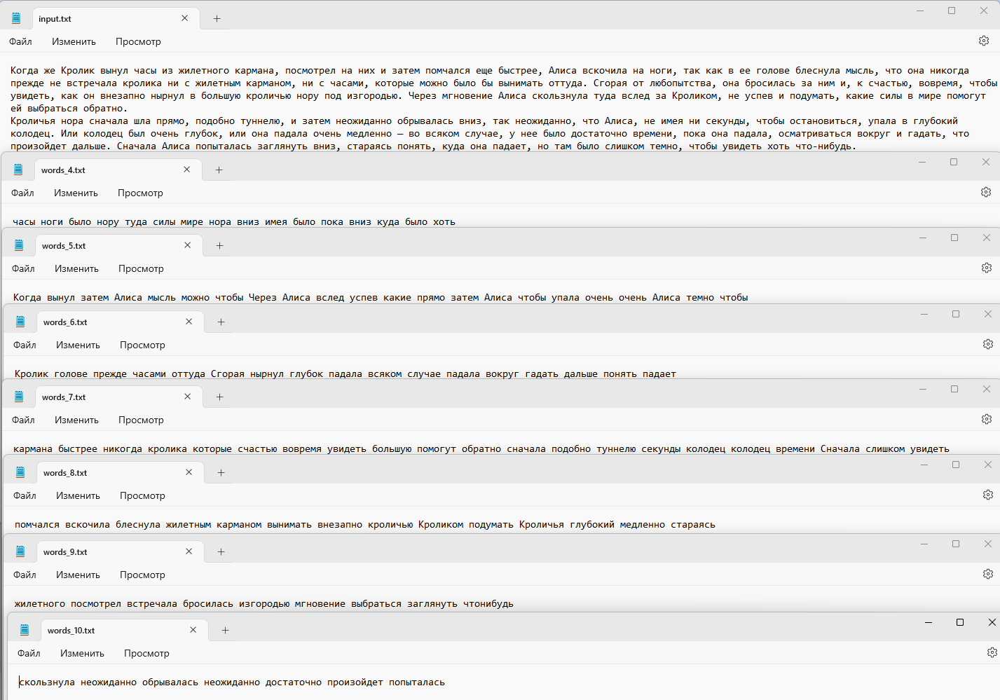 input.txt
Файл Изменить Просмотр
Когда же Кролик вынул часы из жилетного кармана, посмотрел на них и затем помчался еще быстрее, Алиса вскочила на ноги, так как в ее голове блеснула мысль, что она никогда
прежде не встречала кролика ни с жилетным карманом, ни с часами, которые можно было бы вынимать оттуда. Сгорая от любопытства, она бросилась за ним и, к счастью, вовремя, чтобы
увидеть, как он внезапно нырнул в большую кроличью нору под изгородью. Через мгновение Алиса скользнула туда вслед за Кроликом, не успев и подумать, какие силы в мире помогут
ей выбраться обратно.
Кроличья нора сначала шла прямо, подобно туннелю, и затем неожиданно обрывалась вниз, так неожиданно, что Алиса, не имея ни секунды, чтобы остановиться, упала в глубокий
колодец. Или колодец был очень глубок, или она падала очень медленно — во всяком случае, у нее было достаточно времени, пока она падала, осматриваться вокруг и гадать, что
произойдет дальше. Сначала Алиса попыталась заглянуть вниз, стараясь понять, куда она падает, но там было слишком темно, чтобы увидеть хоть что-нибудь.
words_4.txt
Файл Изменить Просмотр
часы ноги было нору туда силы мире нора вниз имея было пока вниз куда было хоть
words_5.txt
Файл Изменить Просмотр
Когда вынул затем Алиса мысль можно чтобы Через Алиса вслед успев какие прямо затем Алиса чтобы упала очень очень Алиса темно чтобы
words_6.txt
Файл Изменить Просмотр
Кролик голове прежде часами оттуда Сгорая нырнул глубок падала всяком случае падала вокруг гадать дальше понять падает
words_7.txt
Файл Изменить Просмотр
кармана быстрее никогда кролика которые счастью вовремя увидеть большую помогут обратно сначала подобно туннелю секунды колодец колодец времени Сначала слишком увидеть
words_8.txt
Файл Изменить Просмотр
помчался вскочила блеснула жилетным карманом вынимать внезапно кроличью Кроликом подумать Кроличья глубокий медленно стараясь
words_9.txt
Файл Изменить Просмотр
жилетного посмотрел встречала бросилась изгородью мгновение выбраться заглянуть чтонибудь
words_10.txt
Файл Изменить Просмотр
скользнула неожиданно обрывалась неожиданно достаточно произойдет попыталась